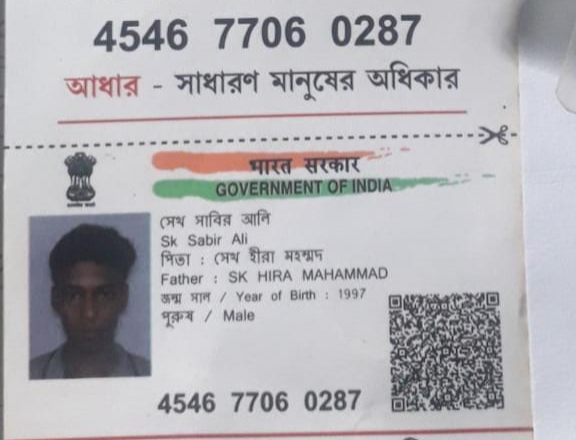 4546 7706 0287
আধার - সাধারণ মানুষের অধিকার
भारत सरकार
GOVERNMENT OF INDIA
সেখ সাবির আলি
Sk Sabir Ali
পিতা : সেখ হীরা মহম্মদ
Father : SK HIRA MAHAMMAD
জন্ম সাল / Year of Birth : 1997
পুরুষ / Male
4546 7706 0287